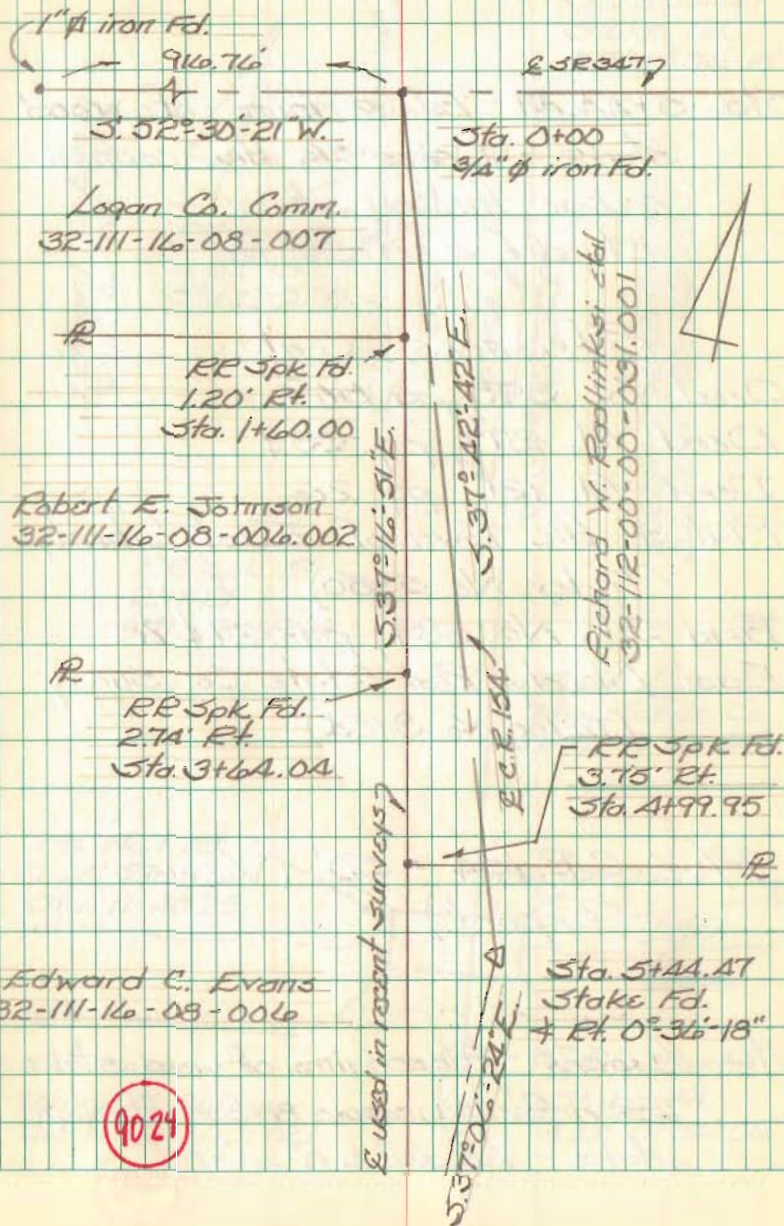 1"⌀ iron Fd.
916.76'
℄ SR347
S. 52°-30'-21" W.
Sta. 0+00
3/4"⌀ iron Fd.
Logan Co. Comm.
32-111-16-08-007
℞
RR Spk Fd.
1.20' Rt.
Sta. 1+60.00
S.37°-16'-51"E.
S.37°-42'-42"E.
Richard W. Radlinksi etal
32-112-00-00-031.001
Robert E. Johnson
32-111-16-08-006.002
℞
RR Spk Fd.
2.74' Rt.
Sta. 3+64.04
℄ C.R. 13A
RR Spk Fd.
3.75' Rt.
Sta. 4+99.95
℞
℄ used in recent surveys
Edward C. Evans
32-111-16-08-006
Sta. 5+44.47
Stake Fd.
∡ Rt. 0°-36'-18"
S.37°-06'-24"E.
9024